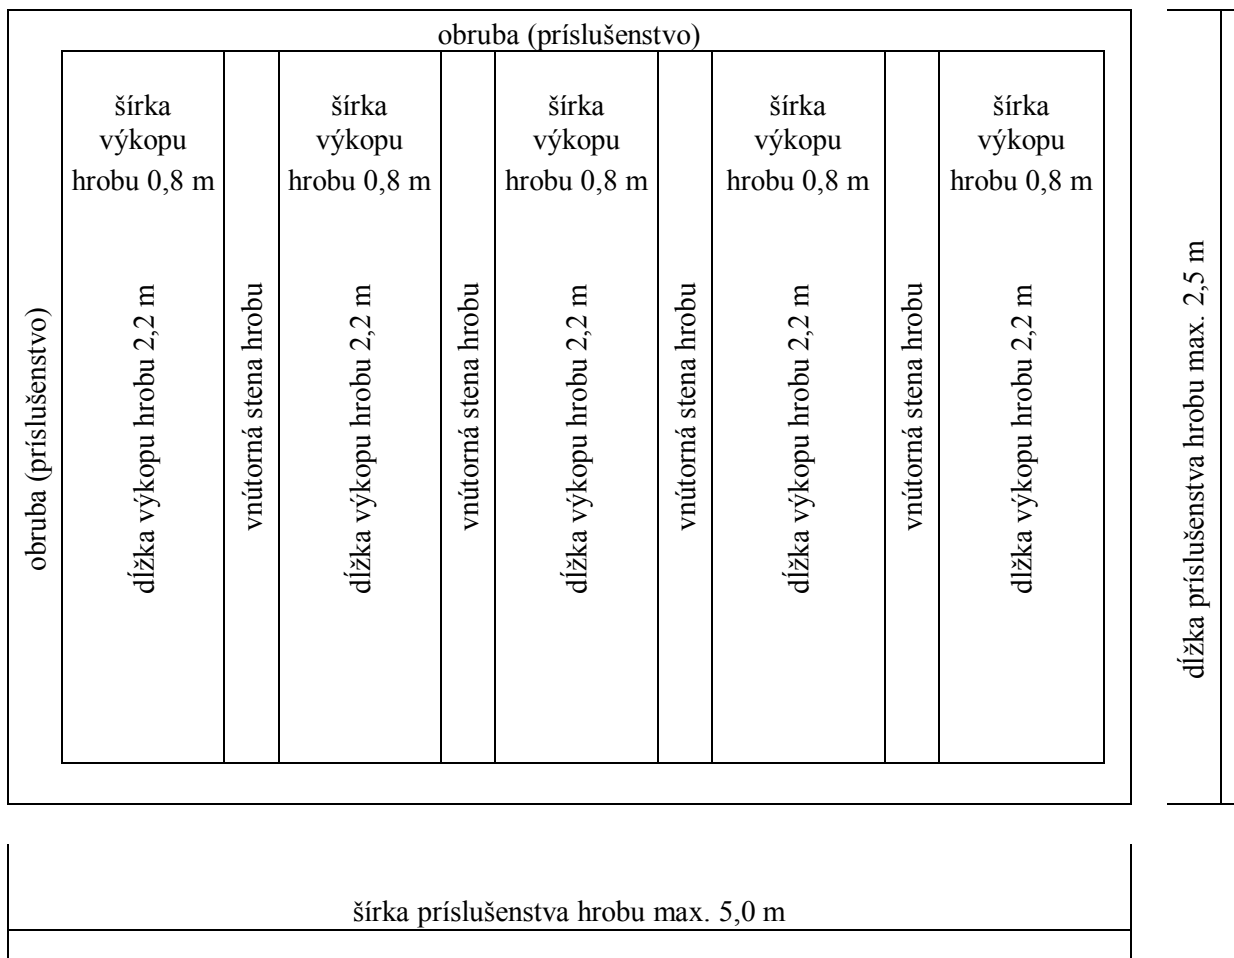 obruba (príslušenstvo)
šírka
výkopu
hrobu 0,8 m
šírka
výkopu
hrobu 0,8 m
šírka
výkopu
hrobu 0,8 m
šírka
výkopu
hrobu 0,8 m
šírka
výkopu
hrobu 0,8 m
obruba (príslušenstvo)
dĺžka výkopu hrobu 2,2 m
vnútorná stena hrobu
dĺžka výkopu hrobu 2,2 m
vnútorná stena hrobu
dĺžka výkopu hrobu 2,2 m
vnútorná stena hrobu
dĺžka výkopu hrobu 2,2 m
vnútorná stena hrobu
dlžka výkopu hrobu 2,2 m
dĺžka príslušenstva hrobu max. 2,5 m
šírka príslušenstva hrobu max. 5,0 m